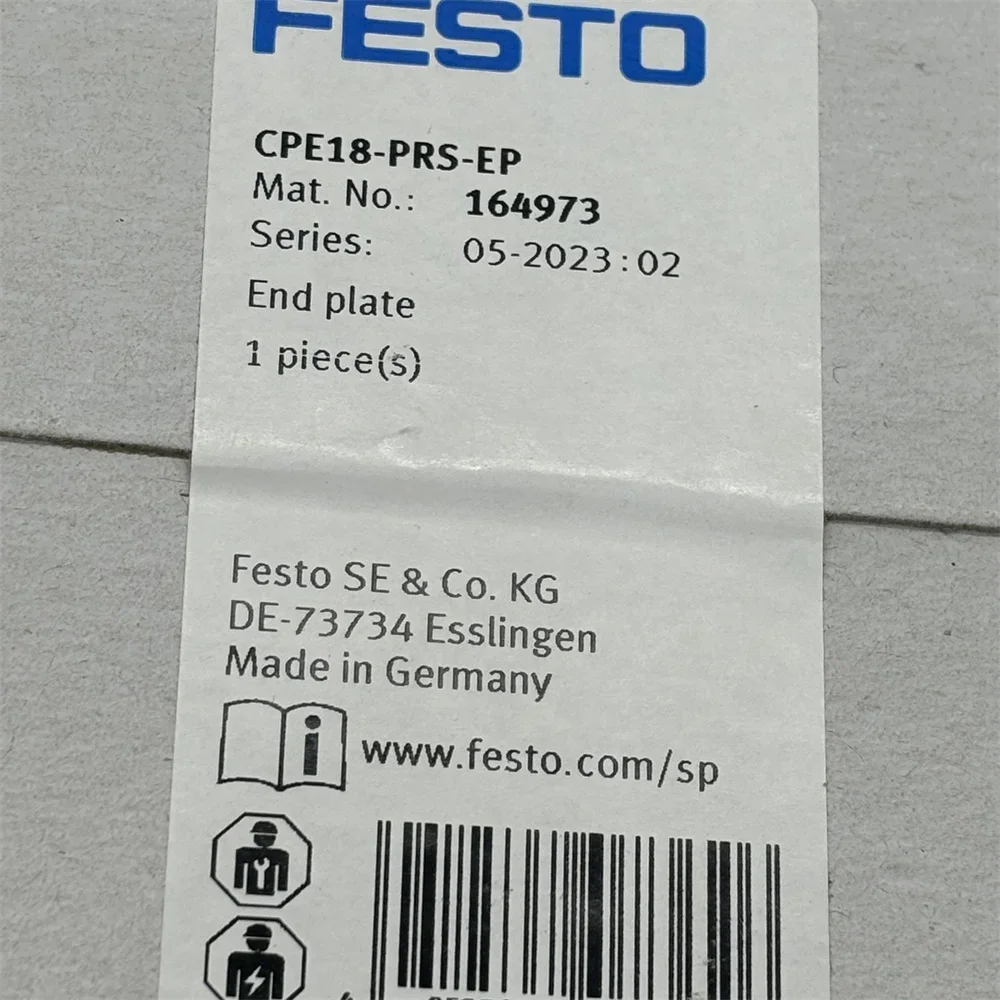 FESTO
CPE18-PRS-EP
Mat. No.: 164973
Series: 05-2023:02
End plate
1 piece(s)
Festo SE & Co. KG
DE-73734 Esslingen
Made in Germany
i www.festo.com/sp